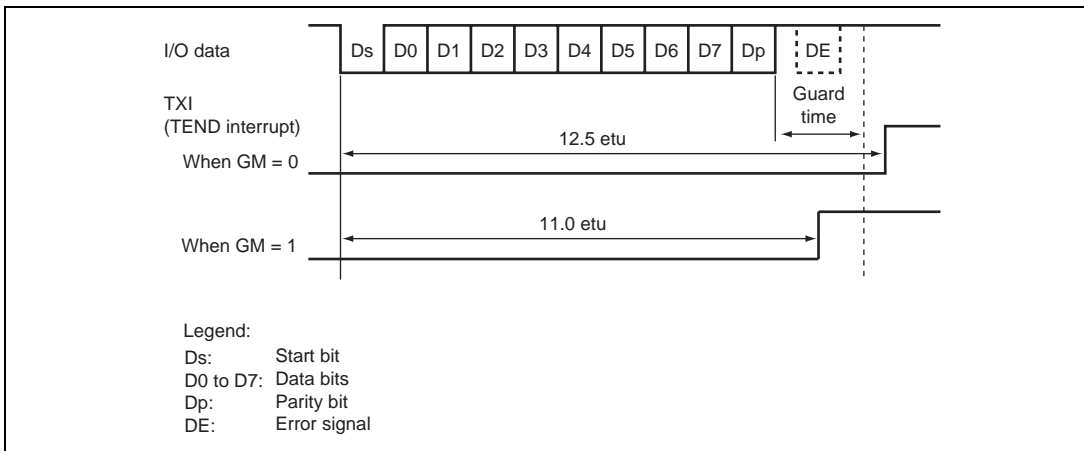 I/O data
Ds D0 D1 D2 D3 D4 D5 D6 D7 Dp DE
Guard
time
TXI
(TEND interrupt)
12.5 etu
When GM = 0
11.0 etu
When GM = 1
Legend:
Ds: Start bit
D0 to D7: Data bits
Dp: Parity bit
DE: Error signal